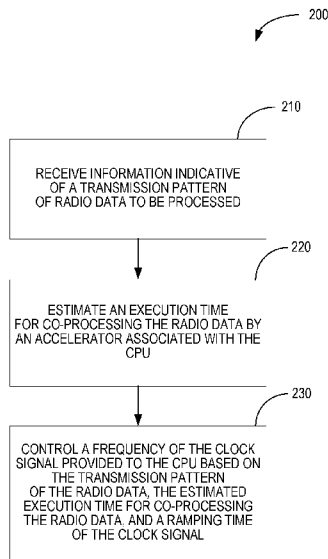 200
210
RECEIVE INFORMATION INDICATIVE
OF A TRANSMISSION PATTERN
OF RADIO DATA TO BE PROCESSED
220
ESTIMATE AN EXECUTION TIME
FOR CO-PROCESSING THE RADIO DATA BY
AN ACCELERATOR ASSOCIATED WITH THE
CPU
230
CONTROL A FREQUENCY OF THE CLOCK
SIGNAL PROVIDED TO THE CPU BASED ON
THE TRANSMISSION PATTERN
OF THE RADIO DATA, THE ESTIMATED
EXECUTION TIME FOR CO-PROCESSING
THE RADIO DATA, AND A RAMPING TIME
OF THE CLOCK SIGNAL